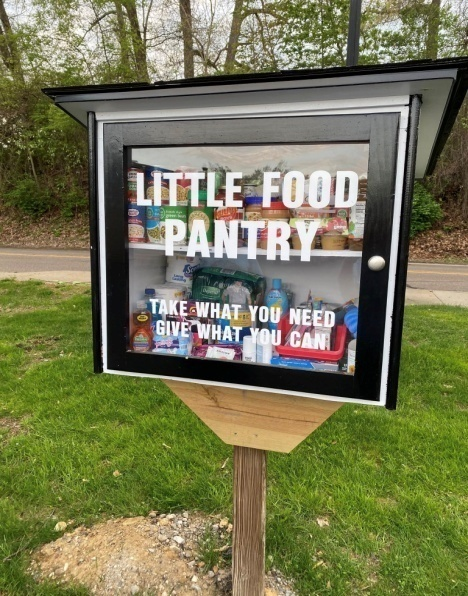 LITTLE FOOD
PANTRY
TAKE WHAT YOU NEED
GIVE WHAT YOU CAN